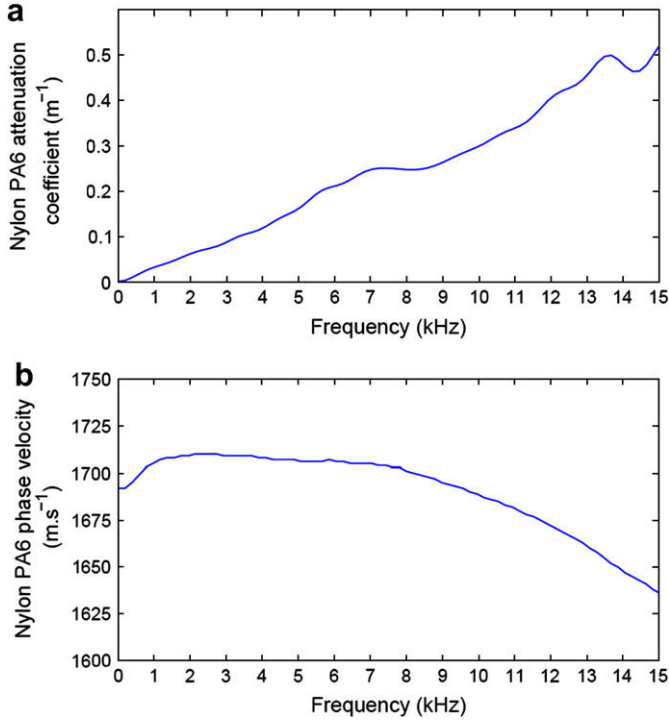 a
Nylon PA6 attenuation
coefficient (m⁻¹)
0.5
0.4
0.3
0.2
0.1
0
0 1 2 3 4 5 6 7 8 9 10 11 12 13 14 15
Frequency (kHz)
b
Nylon PA6 phase velocity
(m.s⁻¹)
1750
1725
1700
1675
1650
1625
1600
0 1 2 3 4 5 6 7 8 9 10 11 12 13 14 15
Frequency (kHz)